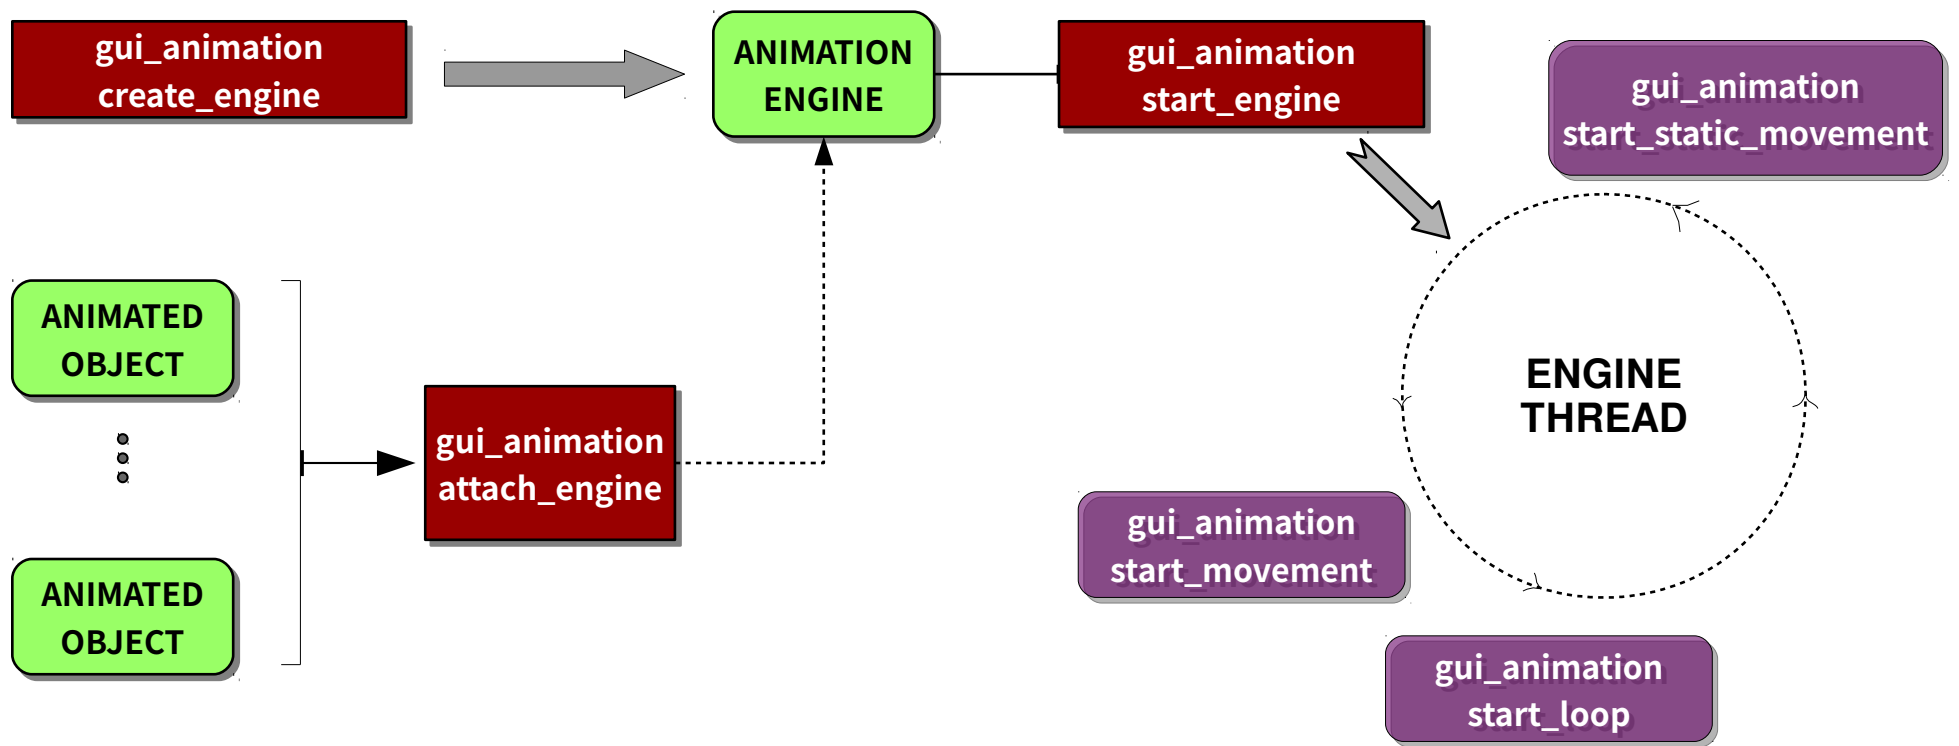 gui_animation
create_engine
ANIMATION
ENGINE
gui_animation
start_engine
gui_animation
start_static_movement
ANIMATED
OBJECT
gui_animation
attach_engine
ENGINE
THREAD
ANIMATED
OBJECT
gui_animation
start_movement
gui_animation
start_loop